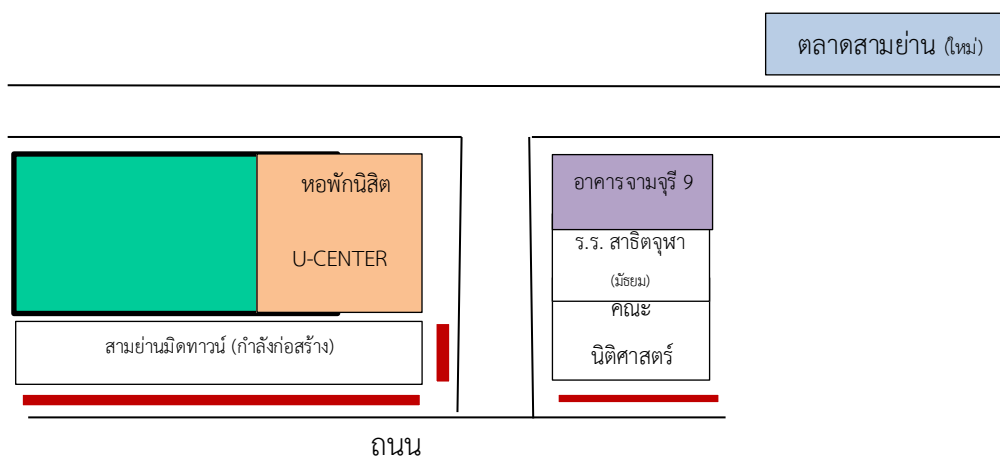 ตลาดสามย่าน (ใหม่)
หอพักนิสิต
U-CENTER
อาคารจามจุรี 9
ร.ร. สาธิตจุฬา
(มัธยม)
คณะ
นิติศาสตร์
สามย่านมิดทาวน์ (กำลังก่อสร้าง)
ถนน